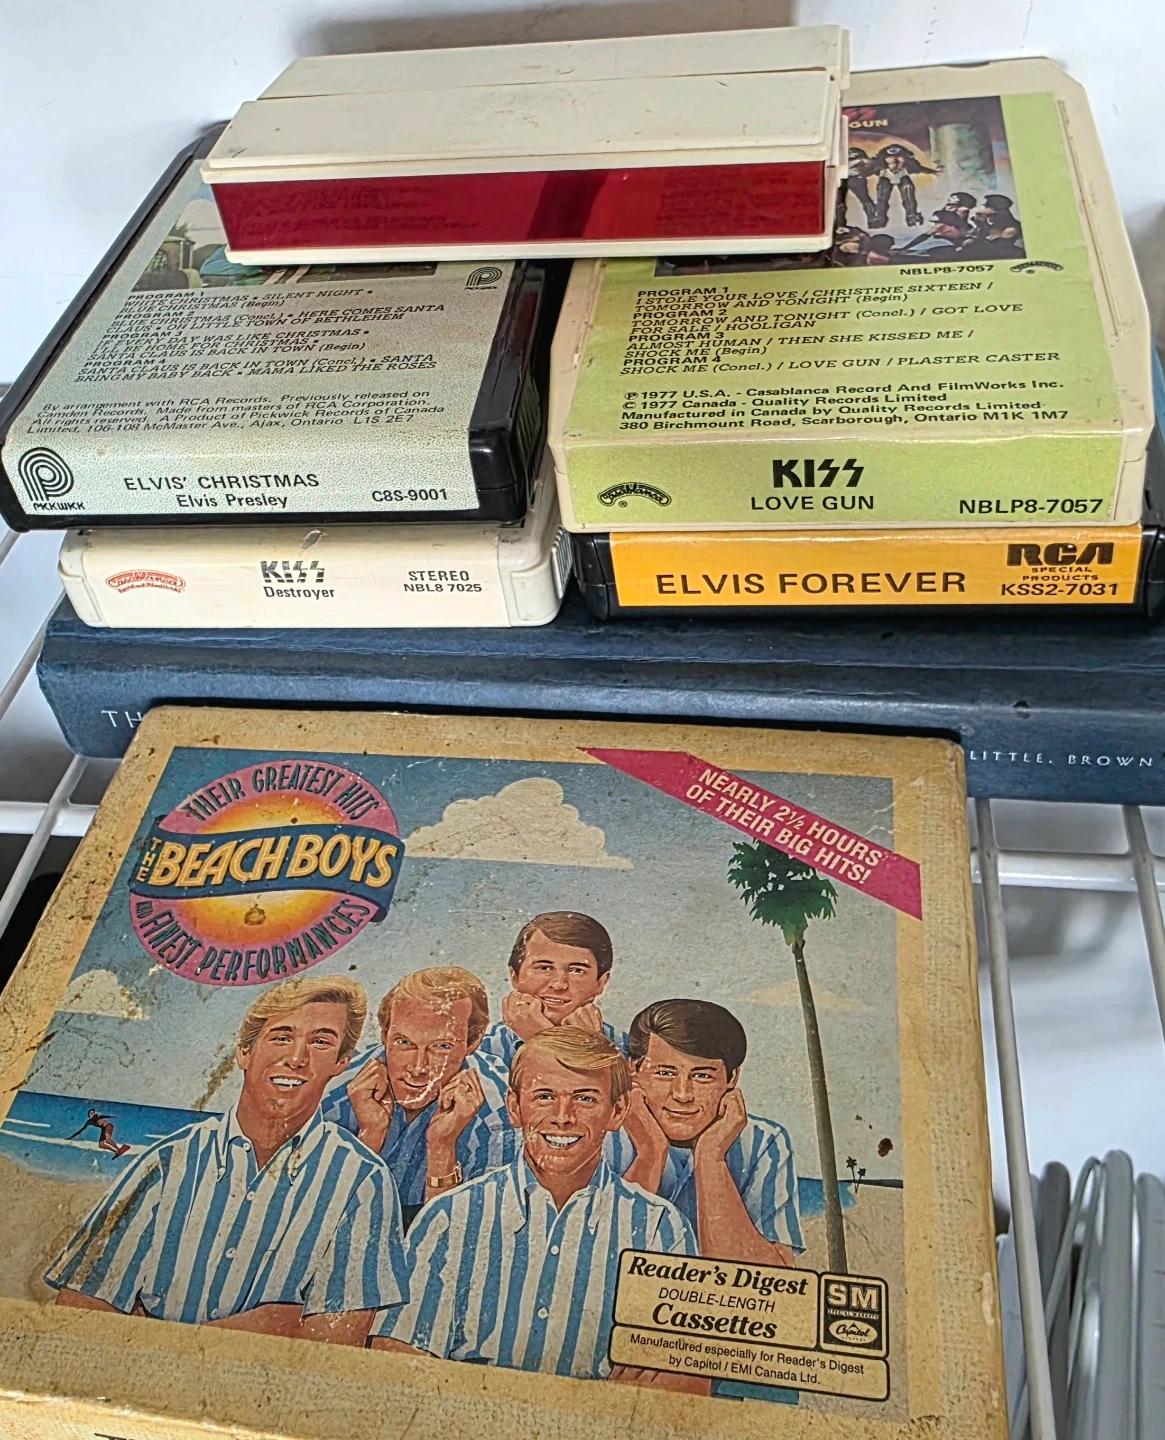 GUN
PICKWICK
PROGRAM 1
WHITE CHRISTMAS • SILENT NIGHT •
BLUE CHRISTMAS (Begin)
PROGRAM 2
BLUE CHRISTMAS (Concl.) • HERE COMES SANTA
CLAUS • OH LITTLE TOWN OF BETHLEHEM
PROGRAM 3
IF EVERY DAY WAS LIKE CHRISTMAS •
I'LL BE HOME FOR CHRISTMAS •
SANTA CLAUS IS BACK IN TOWN (Begin)
PROGRAM 4
SANTA CLAUS IS BACK IN TOWN (Concl.) • SANTA
BRING MY BABY BACK • MAMA LIKED THE ROSES
By arrangement with RCA Records. Previously released on
Camden Records. Made from masters of RCA Corporation.
All rights reserved. A Product of Pickwick Records of Canada
Limited, 106-108 McMaster Ave., Ajax, Ontario L1S 2E7
PICKWICK
ELVIS' CHRISTMAS
Elvis Presley
C8S-9001
NBLP8-7057
Casablanca
PROGRAM 1
I STOLE YOUR LOVE / CHRISTINE SIXTEEN /
TOMORROW AND TONIGHT (Begin)
PROGRAM 2
TOMORROW AND TONIGHT (Concl.) / GOT LOVE
FOR SALE / HOOLIGAN
PROGRAM 3
ALMOST HUMAN / THEN SHE KISSED ME /
SHOCK ME (Begin)
PROGRAM 4
SHOCK ME (Concl.) / LOVE GUN / PLASTER CASTER
℗ 1977 U.S.A. - Casablanca Record And FilmWorks Inc.
© 1977 Canada - Quality Records Limited
Manufactured in Canada by Quality Records Limited
380 Birchmount Road, Scarborough, Ontario M1K 1M7
Casablanca ®
KISS
LOVE GUN
NBLP8-7057
Casablanca
KISS
Destroyer
STEREO
NBL8 7025
ELVIS FOREVER
RCA
SPECIAL
PRODUCTS
KSS2-7031
TH
LITTLE, BROWN
THEIR GREATEST HITS
THE BEACH BOYS
AND FINEST PERFORMANCES
NEARLY 2½ HOURS
OF THEIR BIG HITS!
Reader's Digest
DOUBLE-LENGTH
Cassettes
SM
SPECIAL MARKETS
Capitol
Manufactured especially for Reader's Digest
by Capitol / EMI Canada Ltd.